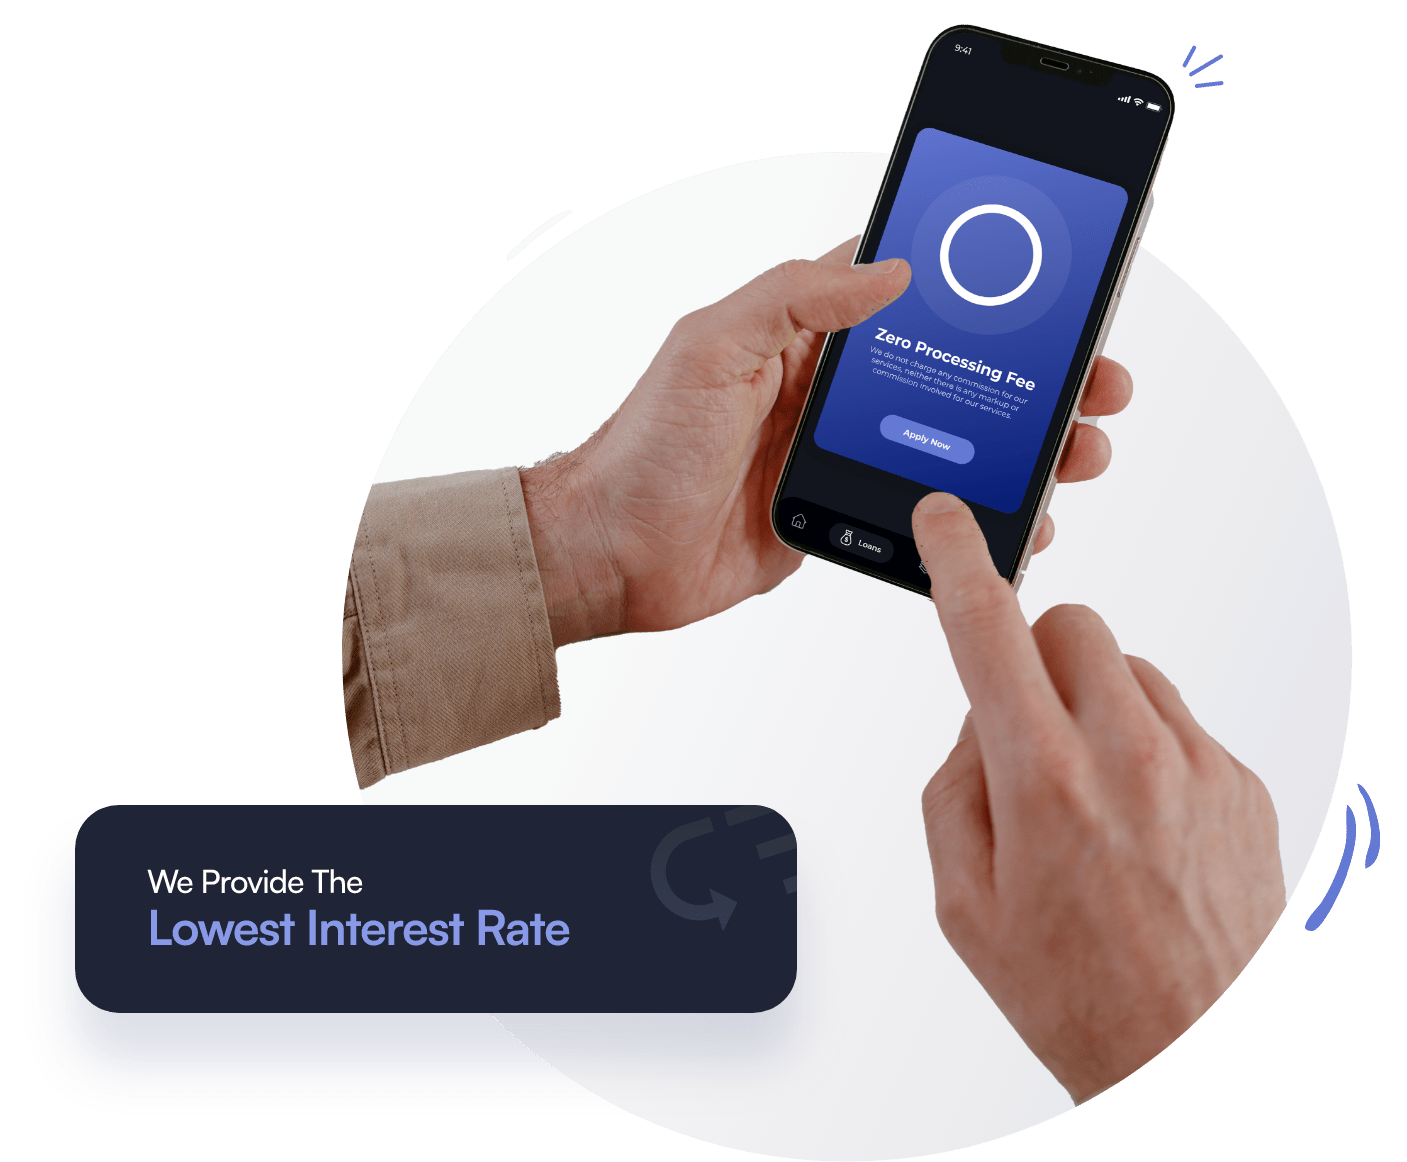 9:41
Zero Processing Fee
We do not charge any commission for our
services, neither there is any markup or
commission involved for our services.
Apply Now
$ Loans
We Provide The
Lowest Interest Rate